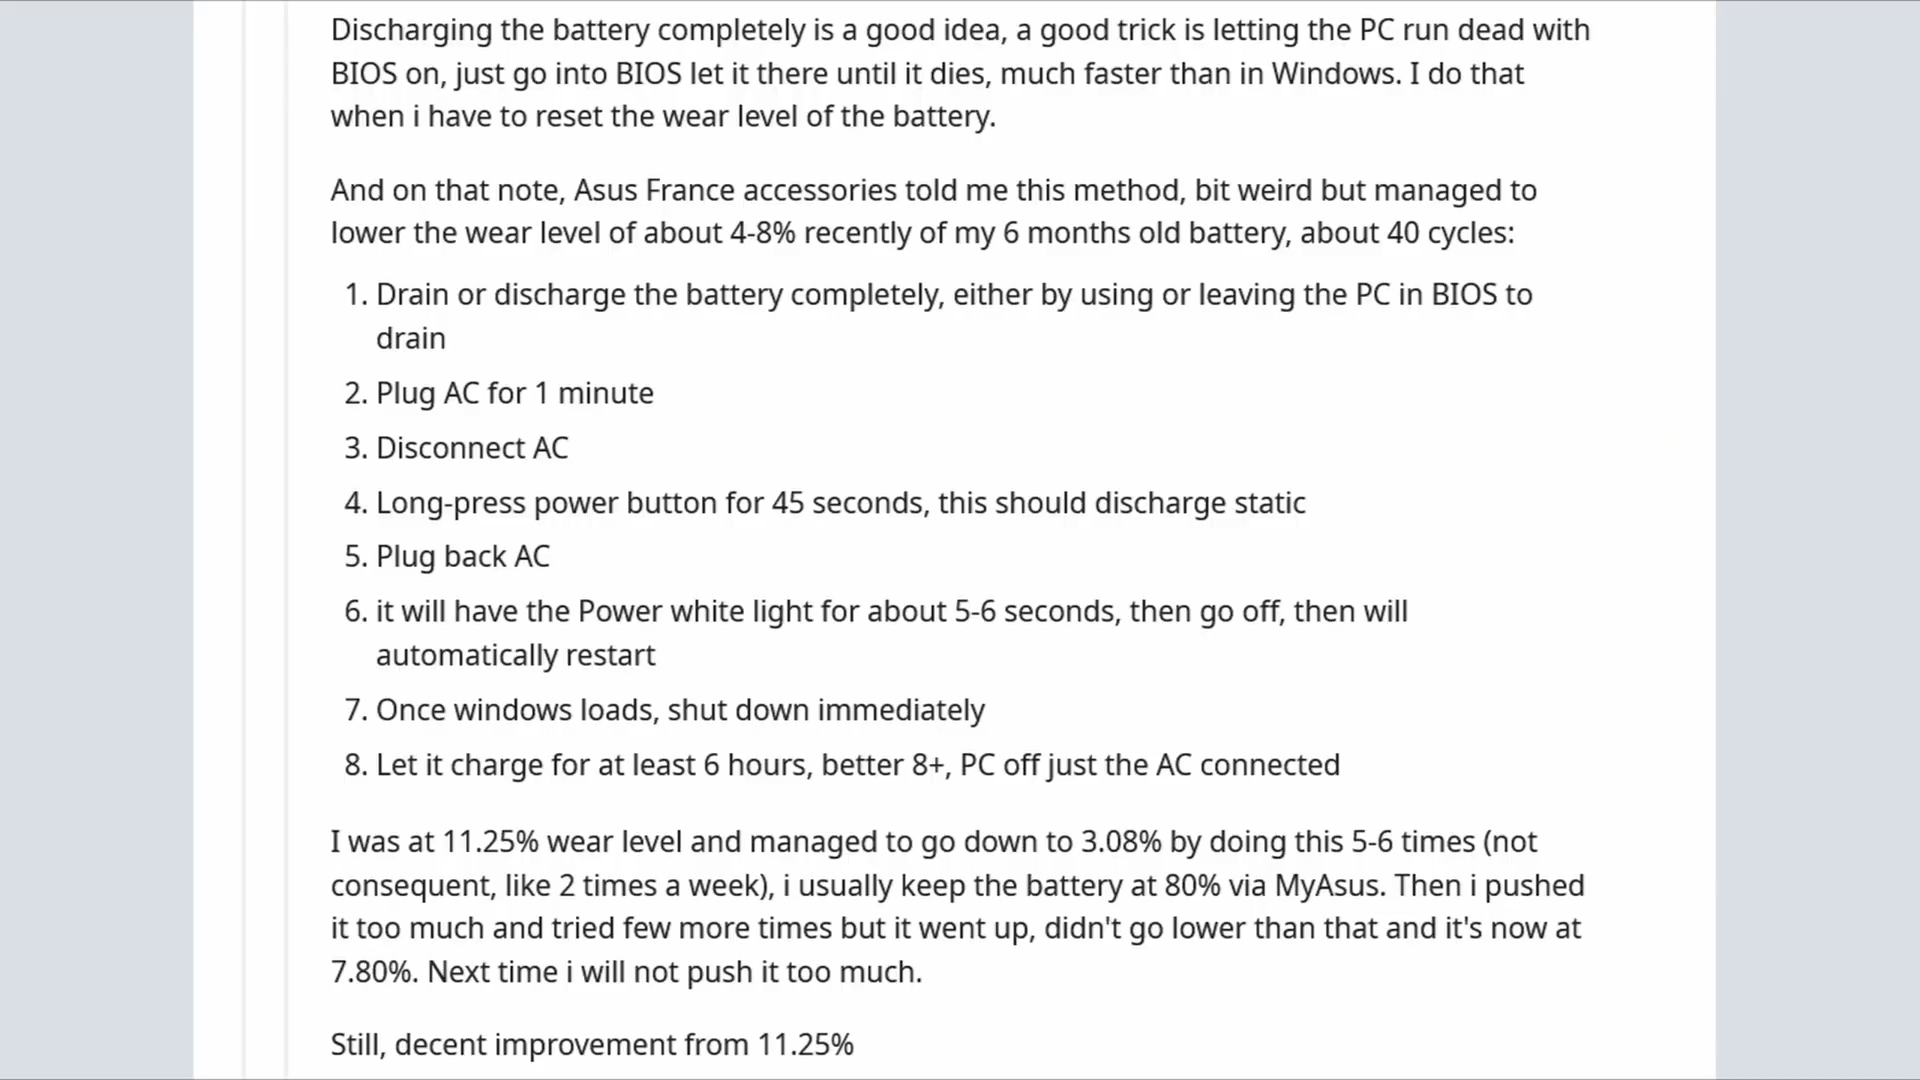 Discharging the battery completely is a good idea, a good trick is letting the PC run dead with
BIOS on, just go into BIOS let it there until it dies, much faster than in Windows. I do that
when i have to reset the wear level of the battery.
And on that note, Asus France accessories told me this method, bit weird but managed to
lower the wear level of about 4-8% recently of my 6 months old battery, about 40 cycles:
1. Drain or discharge the battery completely, either by using or leaving the PC in BIOS to
drain
2. Plug AC for 1 minute
3. Disconnect AC
4. Long-press power button for 45 seconds, this should discharge static
5. Plug back AC
6. it will have the Power white light for about 5-6 seconds, then go off, then will
automatically restart
7. Once windows loads, shut down immediately
8. Let it charge for at least 6 hours, better 8+, PC off just the AC connected
I was at 11.25% wear level and managed to go down to 3.08% by doing this 5-6 times (not
consequent, like 2 times a week), i usually keep the battery at 80% via MyAsus. Then i pushed
it too much and tried few more times but it went up, didn't go lower than that and it's now at
7.80%. Next time i will not push it too much.
Still, decent improvement from 11.25%